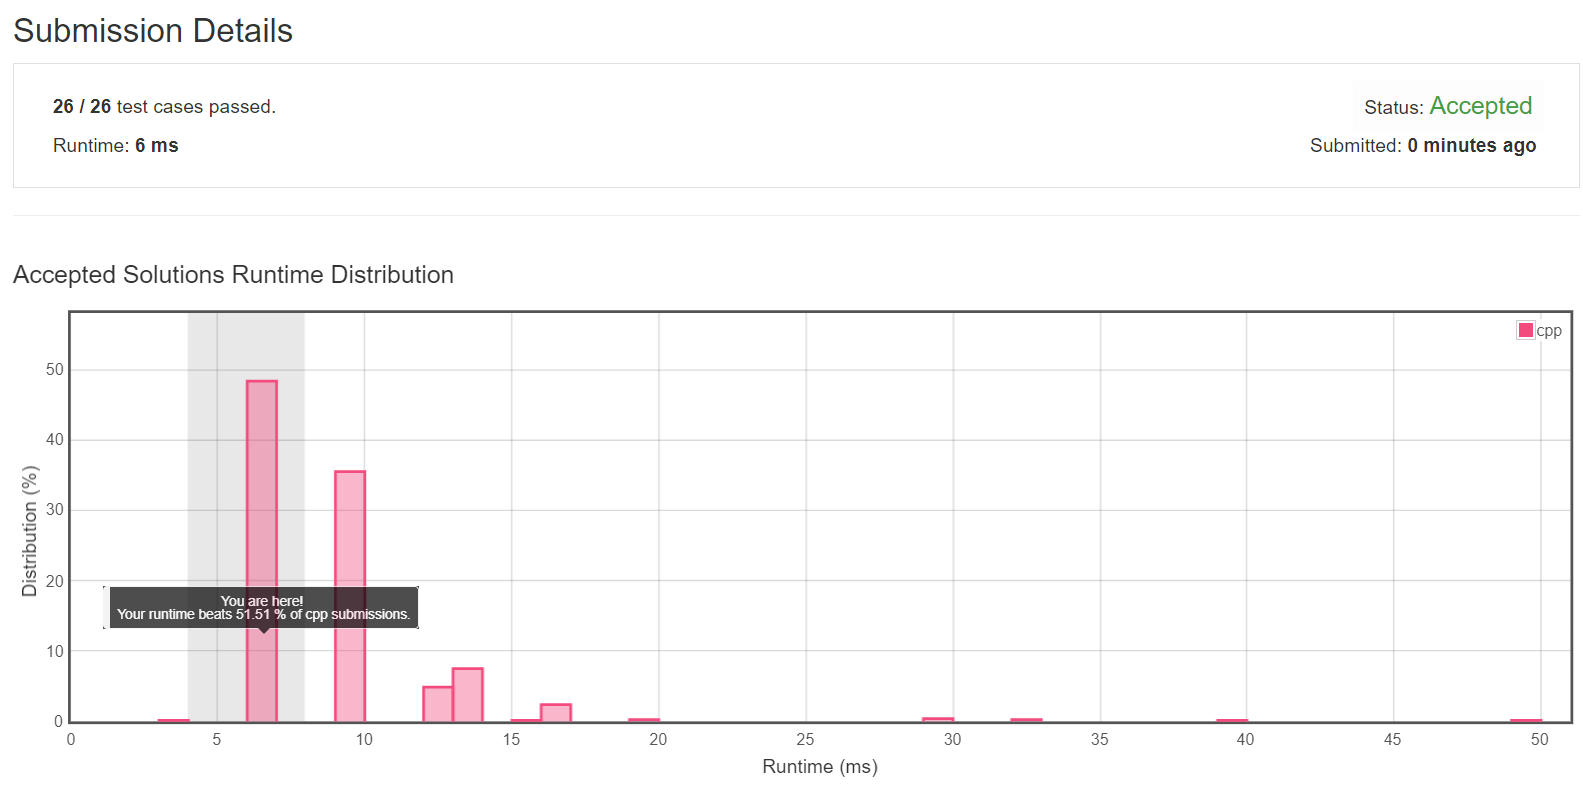 Submission Details
26 / 26 test cases passed.
Status: Accepted
Runtime: 6 ms
Submitted: 0 minutes ago
Accepted Solutions Runtime Distribution
cpp
50
40
30
20
10
0
Distribution (%)
You are here!
Your runtime beats 51.51 % of cpp submissions.
0 5 10 15 20 25 30 35 40 45 50
Runtime (ms)